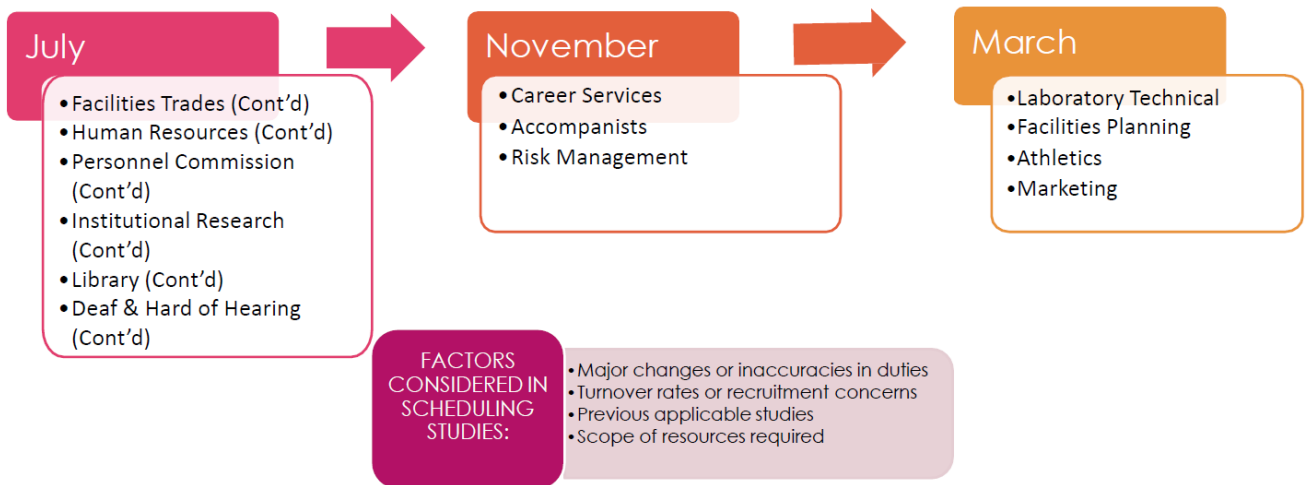 July
•Facilities Trades (Cont’d)
•Human Resources (Cont’d)
•Personnel Commission
(Cont’d)
•Institutional Research
(Cont’d)
•Library (Cont’d)
•Deaf & Hard of Hearing
(Cont’d)
November
•Career Services
•Accompanists
•Risk Management
March
•Laboratory Technical
•Facilities Planning
•Athletics
•Marketing
FACTORS
CONSIDERED IN
SCHEDULING
STUDIES:
•Major changes or inaccuracies in duties
•Turnover rates or recruitment concerns
•Previous applicable studies
•Scope of resources required